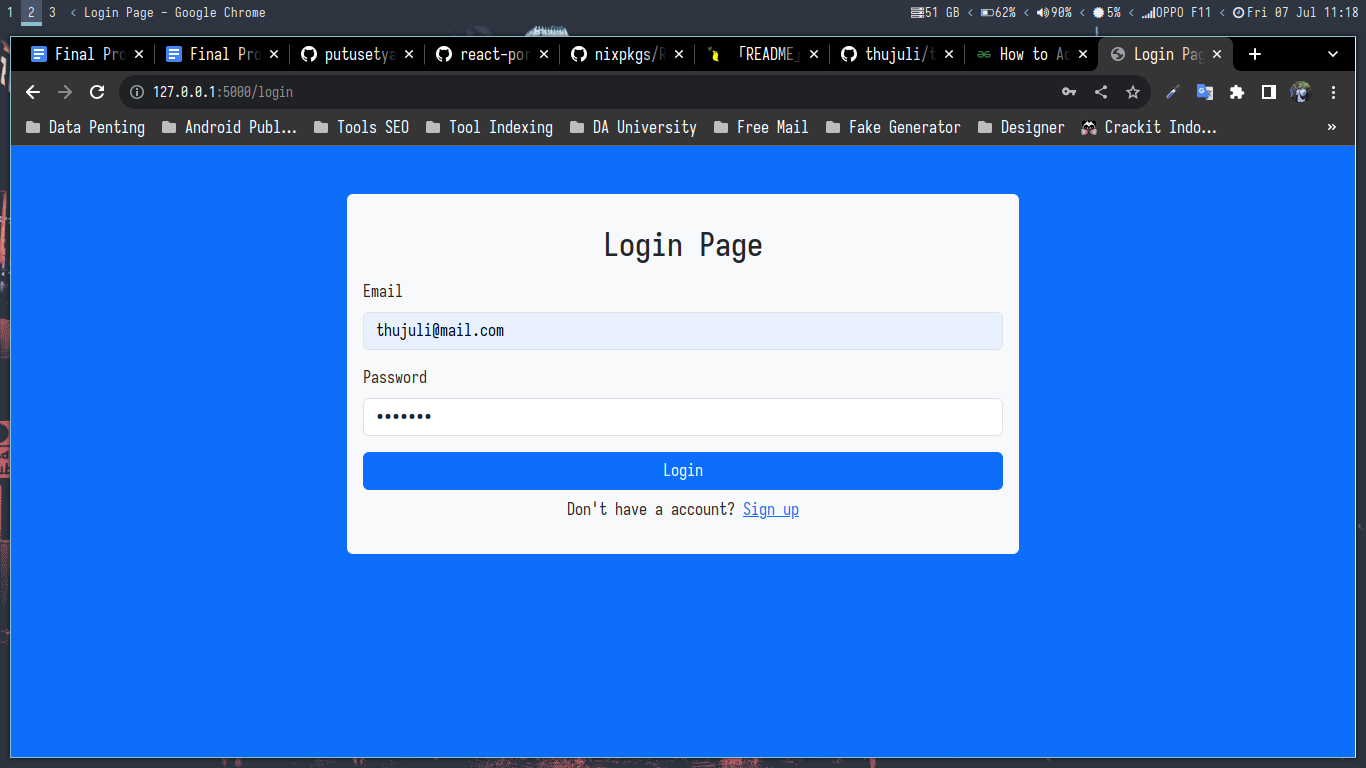 1 2 3 < Login Page - Google Chrome 51 GB < 62% < 90% < 5% < OPPO F11 < Fri 07 Jul 11:18
Final Pro Final Pro putusetya react-por nixpkgs/R 「README」 thujuli/t How to Ad Login Pag
127.0.0.1:5000/login
Data Penting Android Publ... Tools SEO Tool Indexing DA University Free Mail Fake Generator Designer Crackit Indo... »
Login Page
Email
thujuli@mail.com
Password
•••••••
Login
Don't have a account? Sign up